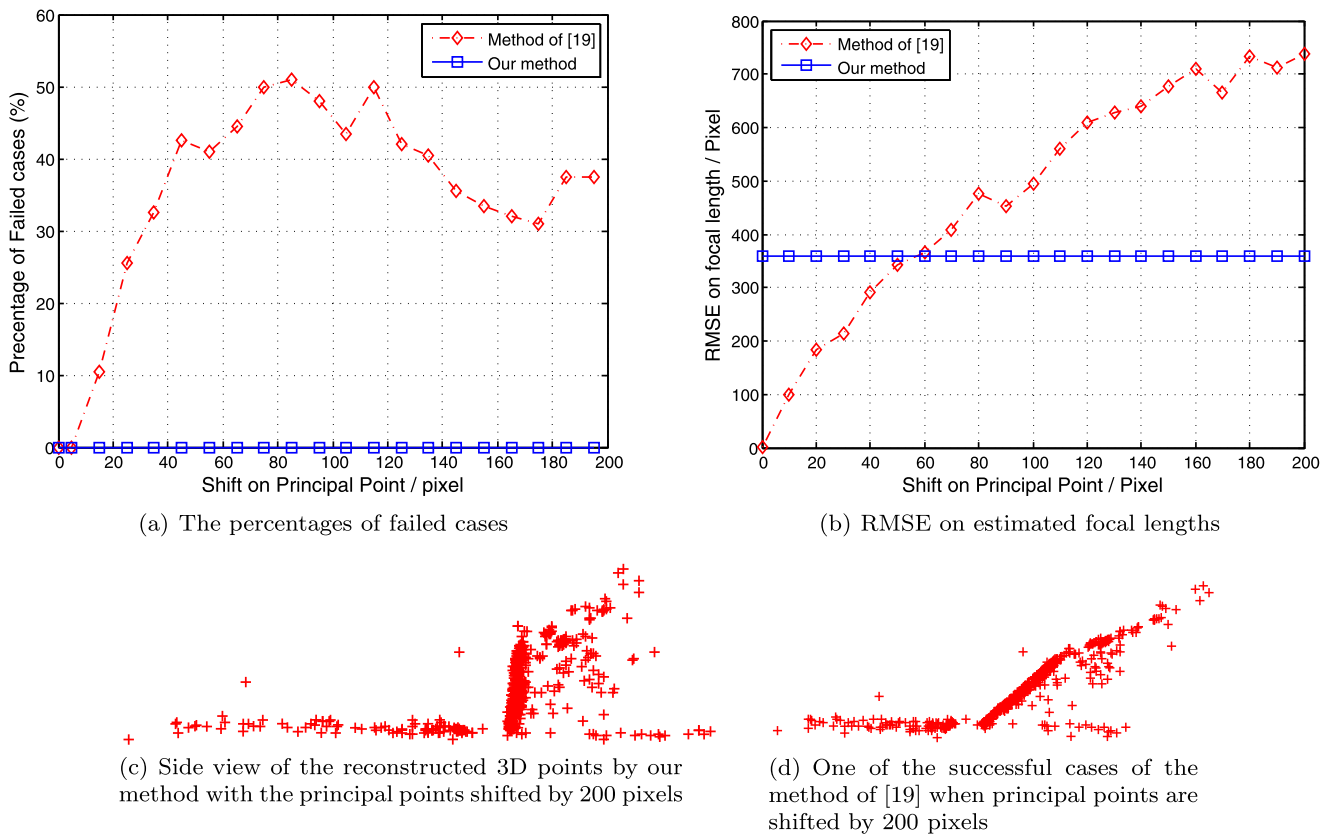 60
50
40
30
20
10
0
Precentage of Failed cases (%)
Method of [19]
Our method
0 20 40 60 80 100 120 140 160 180 200
Shift on Principal Point / pixel
(a) The percentages of failed cases
800
700
600
500
400
300
200
100
0
RMSE on focal length / Pixel
Method of [19]
Our method
0 20 40 60 80 100 120 140 160 180 200
Shift on Principal Point / Pixel
(b) RMSE on estimated focal lengths
(c) Side view of the reconstructed 3D points by our
method with the principal points shifted by 200 pixels
(d) One of the successful cases of the
method of [19] when principal points are
shifted by 200 pixels